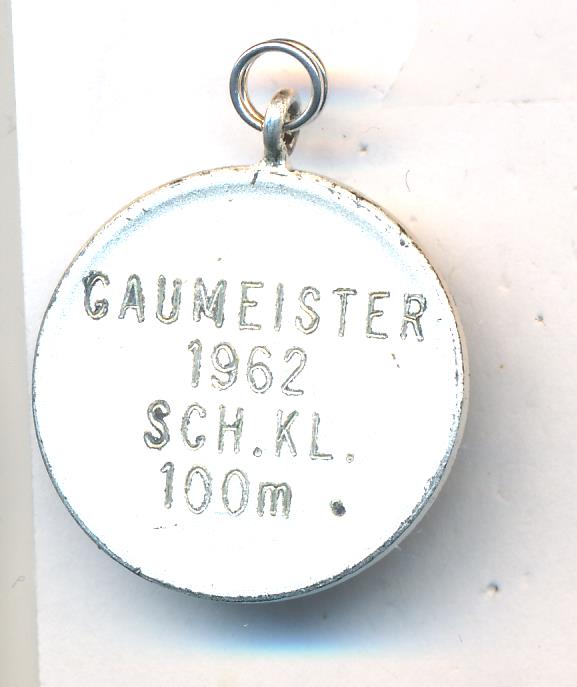 GAUMEISTER
1962
SCH.KL.
100m.